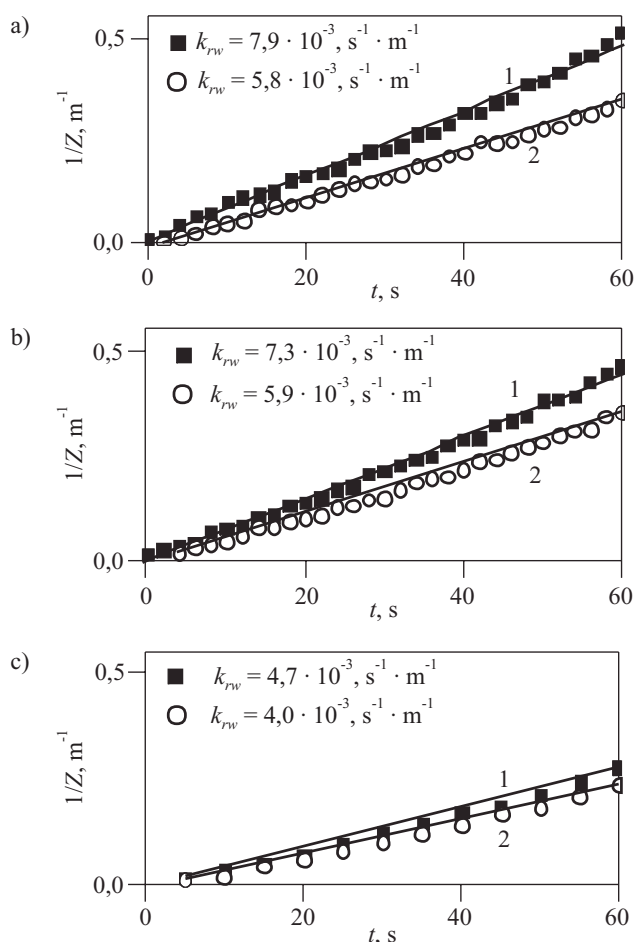 a)
0,5
k_rw = 7,9 · 10⁻³, s⁻¹ · m⁻¹
k_rw = 5,8 · 10⁻³, s⁻¹ · m⁻¹
1
2
1/Z, m⁻¹
0,0
0 20 40 60
t, s
b)
0,5
k_rw = 7,3 · 10⁻³, s⁻¹ · m⁻¹
k_rw = 5,9 · 10⁻³, s⁻¹ · m⁻¹
1
2
1/Z, m⁻¹
0,0
0 20 40 60
t, s
c)
0,5
k_rw = 4,7 · 10⁻³, s⁻¹ · m⁻¹
k_rw = 4,0 · 10⁻³, s⁻¹ · m⁻¹
1
2
1/Z, m⁻¹
0,0
0 20 40 60
t, s